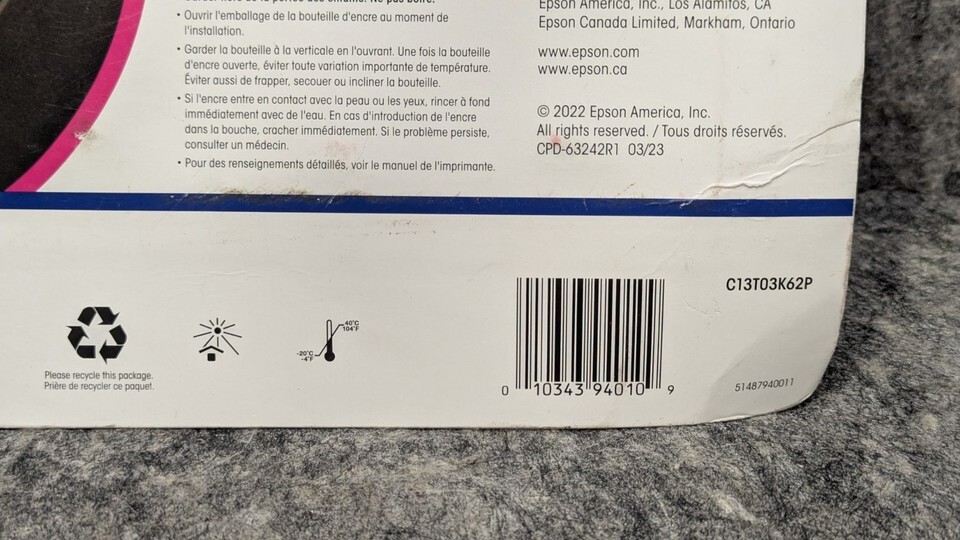 • Ouvrir l'emballage de la bouteille d'encre au moment de
l'installation.
• Garder la bouteille à la verticale en l'ouvrant. Une fois la bouteille
d'encre ouverte, éviter toute variation importante de température.
Éviter aussi de frapper, secouer ou incliner la bouteille.
• Si l'encre entre en contact avec la peau ou les yeux, rincer à fond
immédiatement avec de l'eau. En cas d'introduction de l'encre
dans la bouche, cracher immédiatement. Si le problème persiste,
consulter un médecin.
• Pour des renseignements détaillés, voir le manuel de l'imprimante.
Epson America, Inc., Los Alamitos, CA
Epson Canada Limited, Markham, Ontario
www.epson.com
www.epson.ca
© 2022 Epson America, Inc.
All rights reserved. / Tous droits réservés.
CPD-63242R1 03/23
Please recycle this package.
Prière de recycler ce paquet.
40°C
104°F
-20°C
-4°F
0 10343 94010 9
C13T03K62P
51487940011